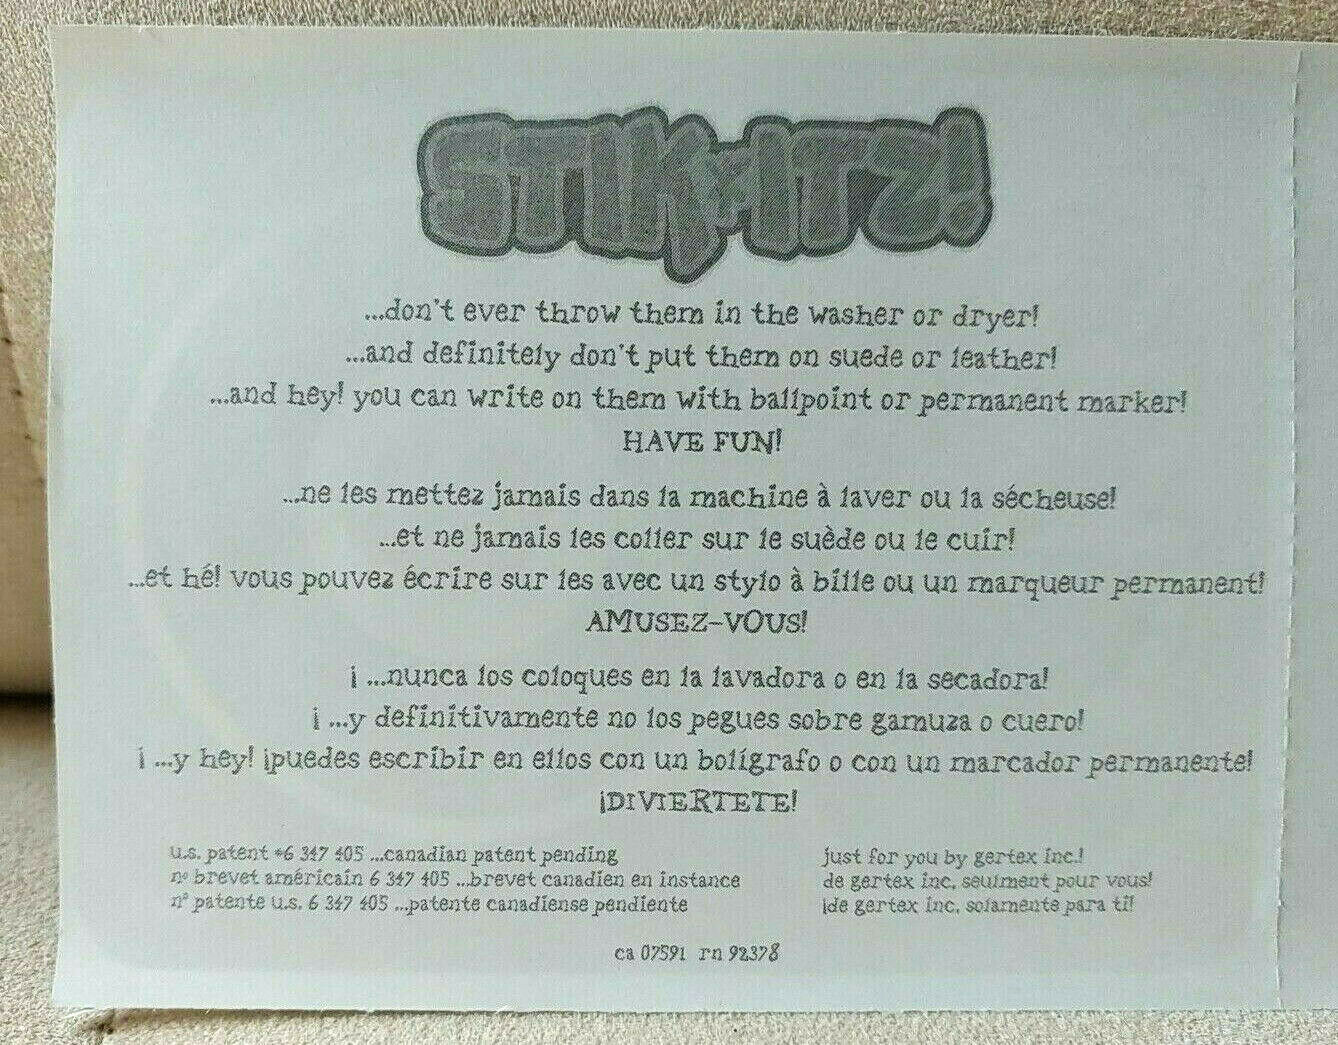 STIK-ITZ!
...don't ever throw them in the washer or dryer!
...and definitely don't put them on suede or leather!
...and hey! you can write on them with ballpoint or permanent marker!
HAVE FUN!
...ne les mettez jamais dans la machine à laver ou la sécheuse!
...et ne jamais les coller sur le suède ou le cuir!
...et hé! vous pouvez écrire sur les avec un stylo à bille ou un marqueur permanent!
AMUSEZ-VOUS!
¡ ...nunca los coloques en la lavadora o en la secadora!
¡ ...y definitivamente no los pegues sobre gamuza o cuero!
¡ ...y hey! ¡puedes escribir en ellos con un bolígrafo o con un marcador permanente!
¡DIVIERTETE!
u.s. patent #6 347 405 ...canadian patent pending
nº brevet américain 6 347 405 ...brevet canadien en instance
nº patente u.s. 6 347 405 ...patente canadiense pendiente
just for you by gertex inc.!
de gertex inc. seulment pour vous!
¡de gertex inc. solamente para ti!
ca 07591 rn 92378